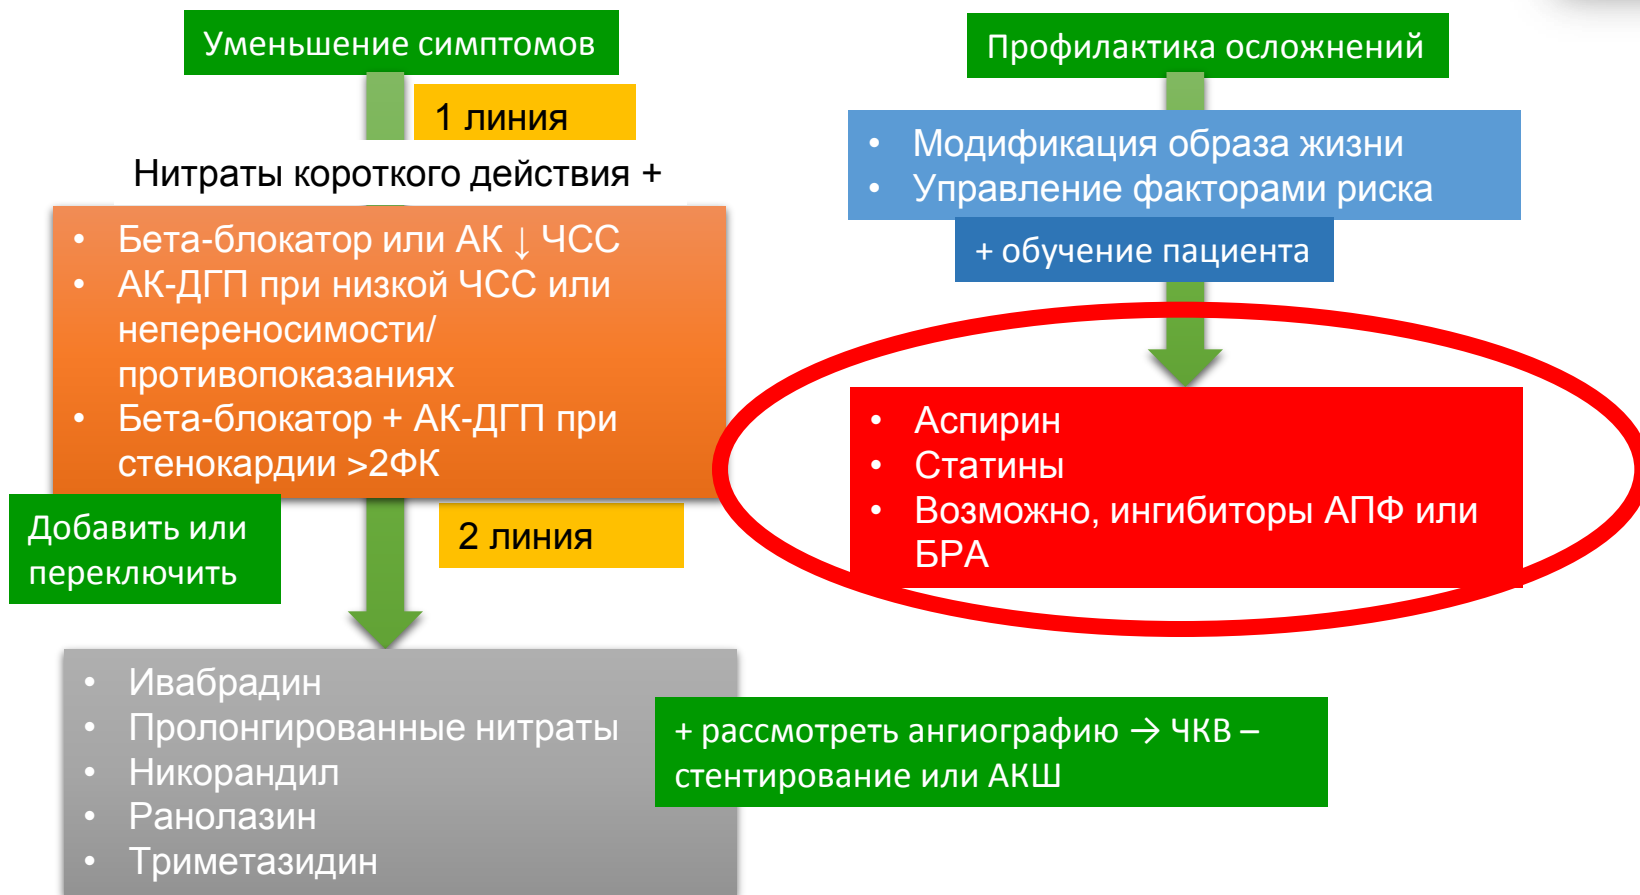 Уменьшение симптомов
1 линия
Нитраты короткого действия +
• Бета-блокатор или АК ↓ ЧСС
• АК-ДГП при низкой ЧСС или
непереносимости/
противопоказаниях
• Бета-блокатор + АК-ДГП при
стенокардии >2ФК
Добавить или
переключить
2 линия
• Ивабрадин
• Пролонгированные нитраты
• Никорандил
• Ранолазин
• Триметазидин
+ рассмотреть ангиографию → ЧКВ –
стентирование или АКШ
Профилактика осложнений
• Модификация образа жизни
• Управление факторами риска
+ обучение пациента
• Аспирин
• Статины
• Возможно, ингибиторы АПФ или
БРА